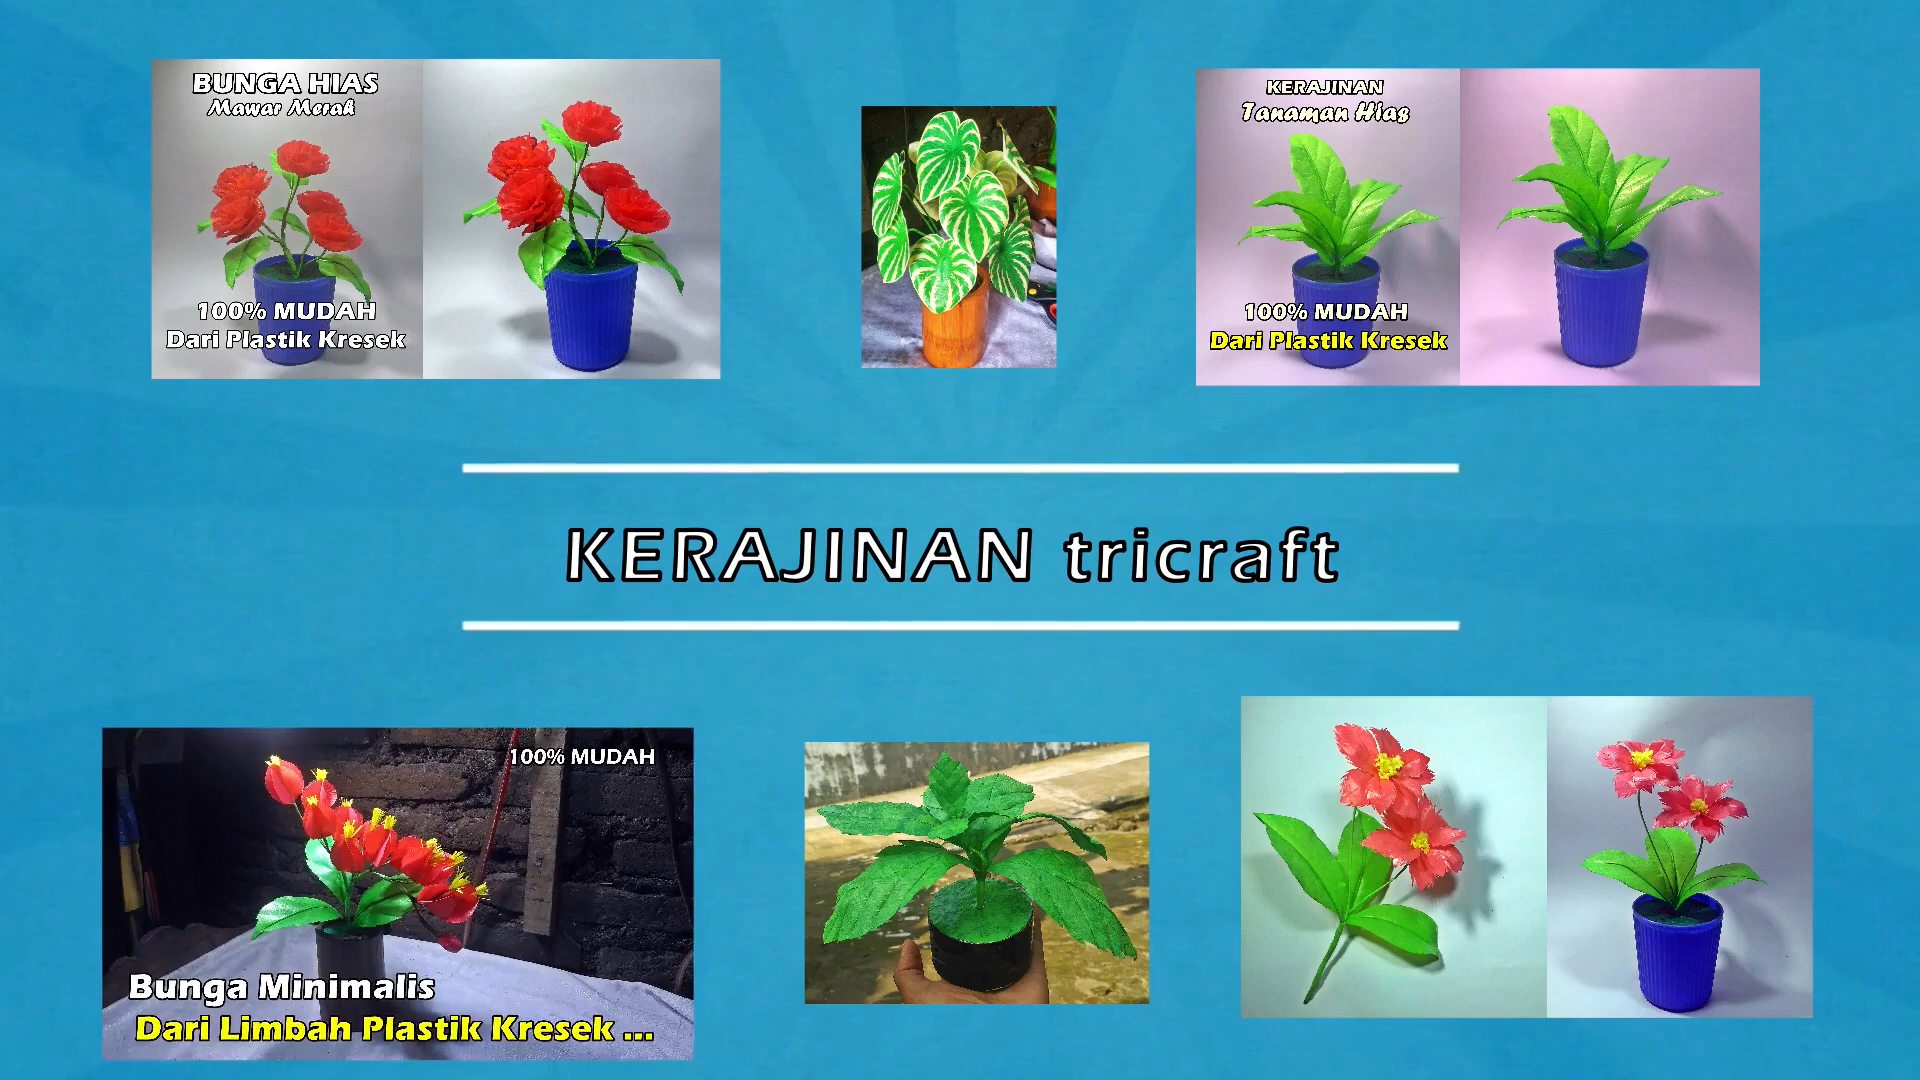 BUNGA HIAS
Mawar Merah
100% MUDAH
Dari Plastik Kresek
KERAJINAN
Tanaman Hias
100% MUDAH
Dari Plastik Kresek
KERAJINAN tricraft
100% MUDAH
Bunga Minimalis
Dari Limbah Plastik Kresek ...